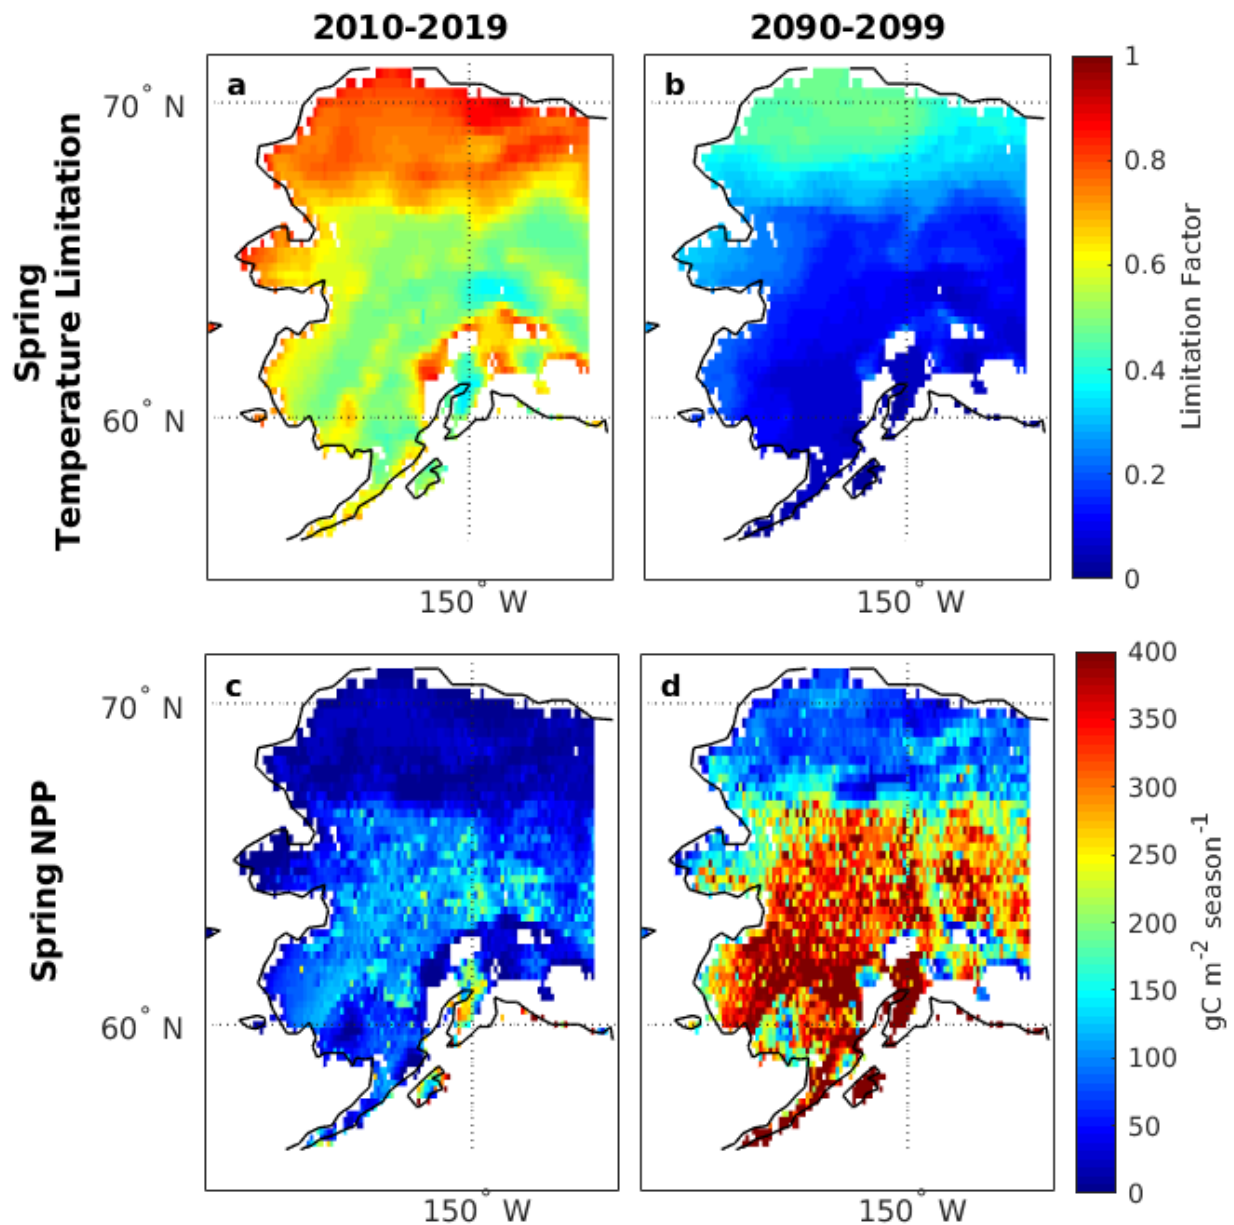 2010-2019 2090-2099
a b
70° N
60° N
150° W 150° W
Spring
Temperature Limitation
1
0.8
0.6
0.4
0.2
0
Limitation Factor
c d
70° N
60° N
150° W 150° W
Spring NPP
400
350
300
250
200
150
100
50
0
gC m⁻² season⁻¹